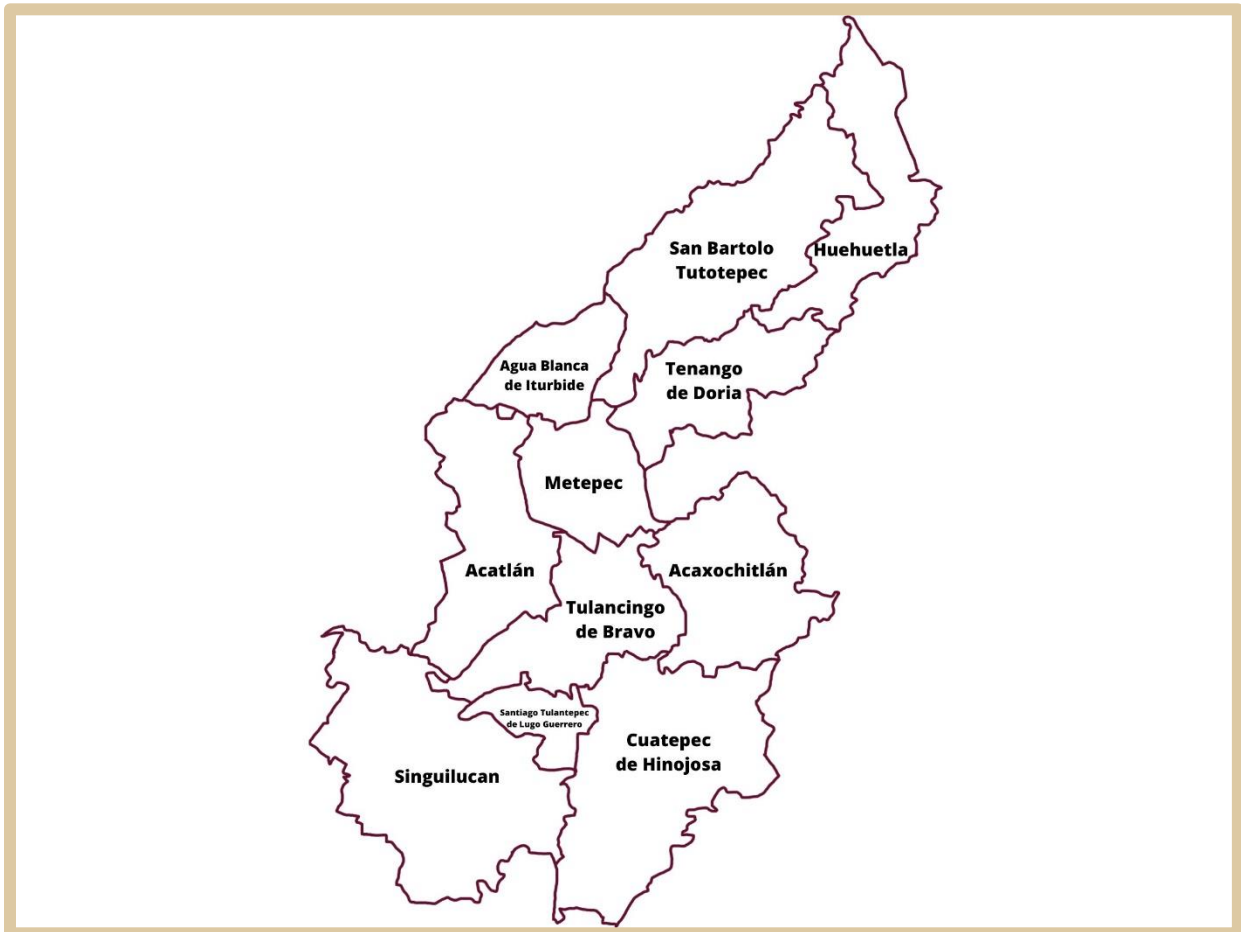 San Bartolo
Tutotepec
Huehuetla
Agua Blanca
de Iturbide
Tenango
de Doria
Metepec
Acatlán
Acaxochitlán
Tulancingo
de Bravo
Santiago Tulantepec
de Lugo Guerrero
Cuatepec
de Hinojosa
Singuilucan